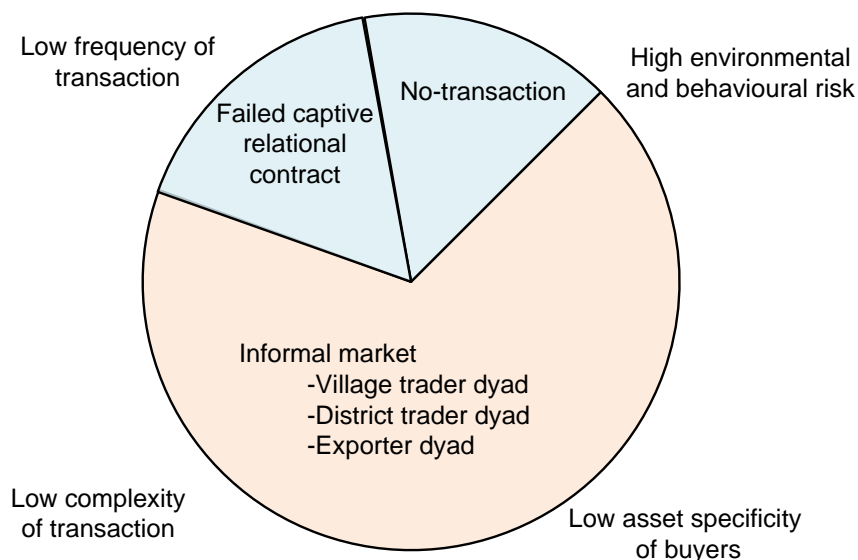 Low frequency of
transaction
High environmental
and behavioural risk
No-transaction
Failed captive
relational
contract
Informal market
-Village trader dyad
-District trader dyad
-Exporter dyad
Low complexity
of transaction
Low asset specificity
of buyers